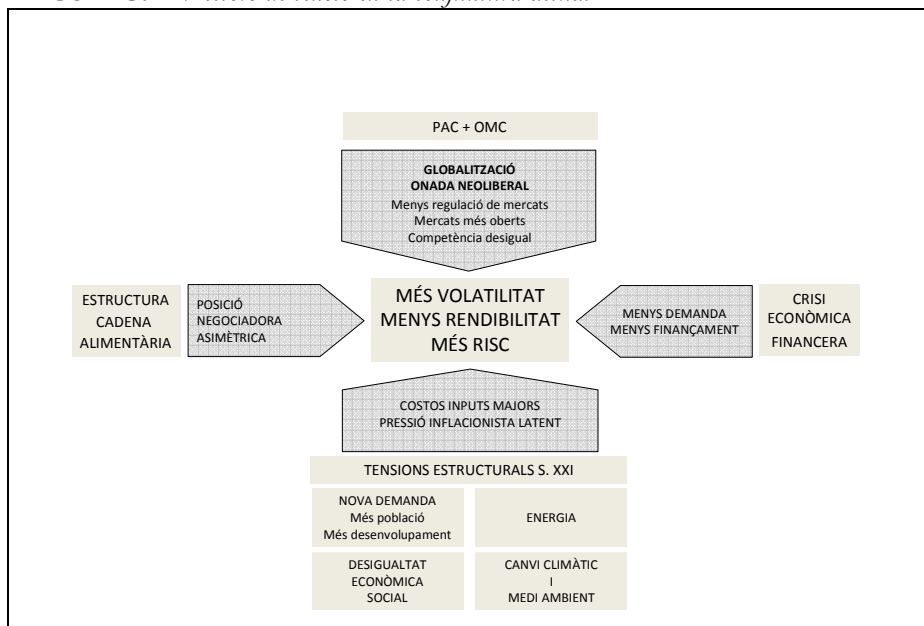 PAC + OMC
GLOBALITZACIÓ
ONADA NEOLIBERAL
Menys regulació de mercats
Mercats més oberts
Competència desigual
ESTRUCTURA
CADENA
ALIMENTÀRIA
POSICIÓ
NEGOCIADORA
ASIMÈTRICA
MÉS VOLATILITAT
MENYS RENDIBILITAT
MÉS RISC
MENYS DEMANDA
MENYS FINANÇAMENT
CRISI
ECONÒMICA
FINANCERA
COSTOS INPUTS MAJORS
PRESSIÓ INFLACIONISTA LATENT
TENSIONS ESTRUCTURALS S. XXI
NOVA DEMANDA
Més població
Més desenvolupament
ENERGIA
DESIGUALTAT
ECONÒMICA
SOCIAL
CANVI CLIMÀTIC
I
MEDI AMBIENT